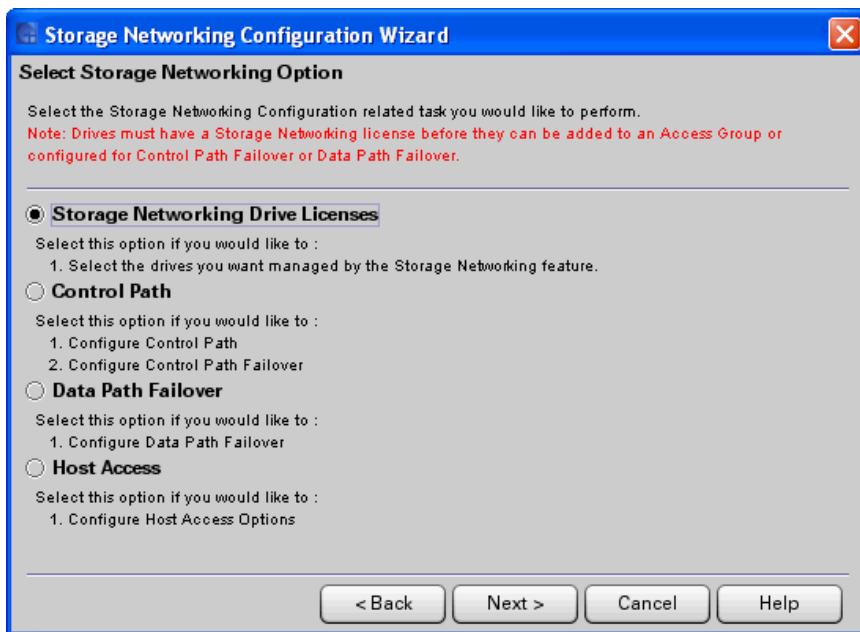 Storage Networking Configuration Wizard
Select Storage Networking Option
Select the Storage Networking Configuration related task you would like to perform.
Note: Drives must have a Storage Networking license before they can be added to an Access Group or
configured for Control Path Failover or Data Path Failover.
Storage Networking Drive Licenses
Select this option if you would like to :
1. Select the drives you want managed by the Storage Networking feature.
Control Path
Select this option if you would like to :
1. Configure Control Path
2. Configure Control Path Failover
Data Path Failover
Select this option if you would like to :
1. Configure Data Path Failover
Host Access
Select this option if you would like to :
1. Configure Host Access Options
< Back Next > Cancel Help